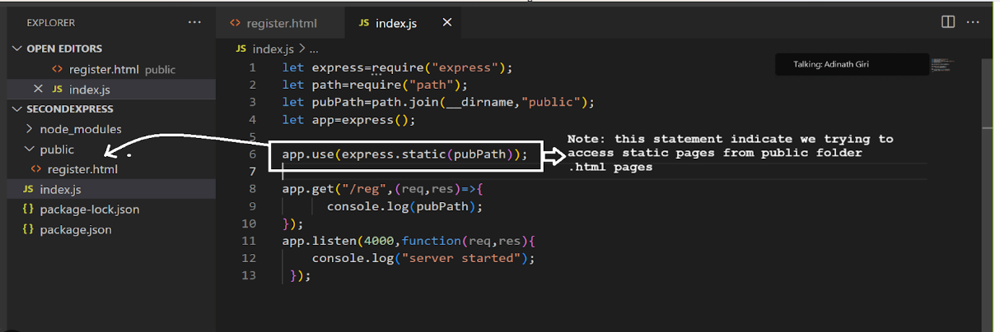 EXPLORER
···
OPEN EDITORS
<> register.html public
× JS index.js
SECONDEXPRESS
> node_modules
public
<> register.html
JS index.js
{} package-lock.json
{} package.json
<> register.html
JS index.js ×
···
JS index.js > ...
Talking: Adinath Giri
1 let express=require("express");
2 let path=require("path");
3 let pubPath=path.join(__dirname,"public");
4 let app=express();
5
6 app.use(express.static(pubPath));
7
8 app.get("/reg",(req,res)=>{
9 console.log(pubPath);
10 });
11 app.listen(4000,function(req,res){
12 console.log("server started");
13 });
Note: this statement indicate we trying to
access static pages from public folder
.html pages